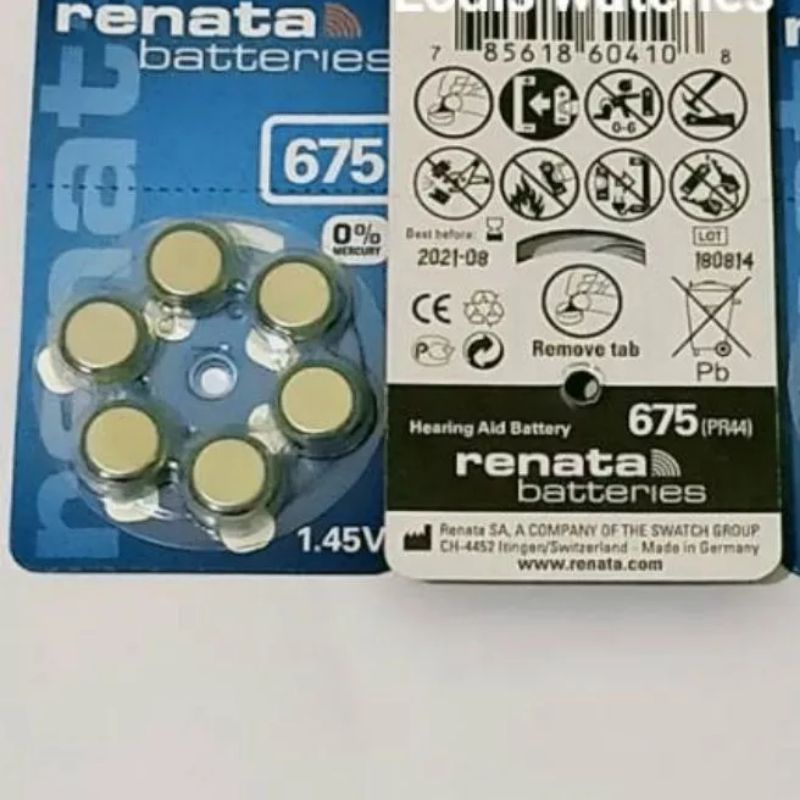 renata
batteries
renata
675
0%
MERCURY
1.45V
7 85618 60410 8
0-6
Best before:
2021-08
LOT
180814
CE
Remove tab
Pb
Hearing Aid Battery 675 (PR44)
renata
batteries
Renata SA, A COMPANY OF THE SWATCH GROUP
CH-4452 Itingen/Switzerland · Made in Germany
www.renata.com